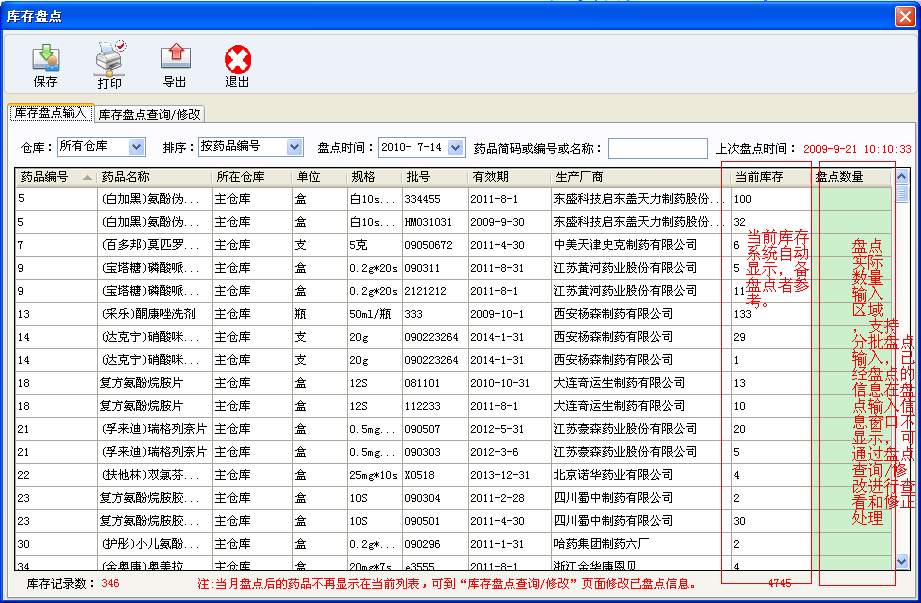 库存盘点
保存 打印 导出 退出
库存盘点输入 库存盘点查询/修改
仓库: 所有仓库 排序: 按药品编号 盘点时间: 2010- 7-14 药品简码或编号或名称: 上次盘点时间: 2009-9-21 10:10:33
药品编号 药品名称 所在仓库 单位 规格 批号 有效期 生产厂商 当前库存 盘点数量
5 (白加黑)氨酚伪... 主仓库 盒 白10s... 334455 2011-8-1 东盛科技启东盖天力制药股份... 100
5 (白加黑)氨酚伪... 主仓库 盒 白10s... HM031031 2009-9-30 东盛科技启东盖天力制药股份... 32
7 (百多邦)莫匹罗... 主仓库 支 5克 09050672 2011-4-30 中美天津史克制药有限公司 6
9 (宝塔糖)磷酸哌... 主仓库 盒 0.2g*20s 090311 2011-8-31 江苏黄河药业股份有限公司 5
9 (宝塔糖)磷酸哌... 主仓库 盒 0.2g*20s 2121212 2011-8-1 江苏黄河药业股份有限公司 11
13 (采乐)酮康唑洗剂 主仓库 瓶 50ml/瓶 333 2009-10-1 西安杨森制药有限公司 133
14 (达克宁)硝酸咪... 主仓库 支 20g 090223264 2014-1-31 西安杨森制药有限公司 29
14 (达克宁)硝酸咪... 主仓库 支 20g 090223264 2014-1-31 西安杨森制药有限公司 1
18 复方氨酚烷胺片 主仓库 盒 12S 081101 2010-10-31 大连奇运生制药有限公司 13
18 复方氨酚烷胺片 主仓库 盒 12S 112233 2011-8-1 大连奇运生制药有限公司 10
21 (孚来迪)瑞格列奈片 主仓库 盒 0.5mg... 090507 2012-5-31 江苏豪森药业股份有限公司 20
21 (孚来迪)瑞格列奈片 主仓库 盒 0.5mg... 090303 2012-3-6 江苏豪森药业股份有限公司 5
22 (扶他林)双氯芬... 主仓库 盒 25mg*10s X0518 2013-12-31 北京诺华药业有限公司 4
23 复方氨酚烷胺胶... 主仓库 盒 10S 090304 2011-2-28 四川蜀中制药有限公司 2
23 复方氨酚烷胺胶... 主仓库 盒 10S 090501 2011-4-30 四川蜀中制药有限公司 30
30 (护彤)小儿氨酚... 主仓库 盒 0.2g*... 090296 2011-1-31 哈药集团制药六厂 2
34 (金奥康)奥美拉... 主仓库 盒 20mg*7s e3555 2011-8-1 浙江金华康恩贝... 4
当前库存
系统自动
显示，备
盘点者参
考。
盘点
实际
数量
输入
区域
，支持
分批盘点
输入，已
经盘点的
信息在盘
点输入信
息窗口不
显示，可
通过盘点
查询/修
改进行查
看和修正
处理
库存记录数: 346 注:当月盘点后的药品不再显示在当前列表，可到“库存盘点查询/修改”页面修改已盘点信息。 4745